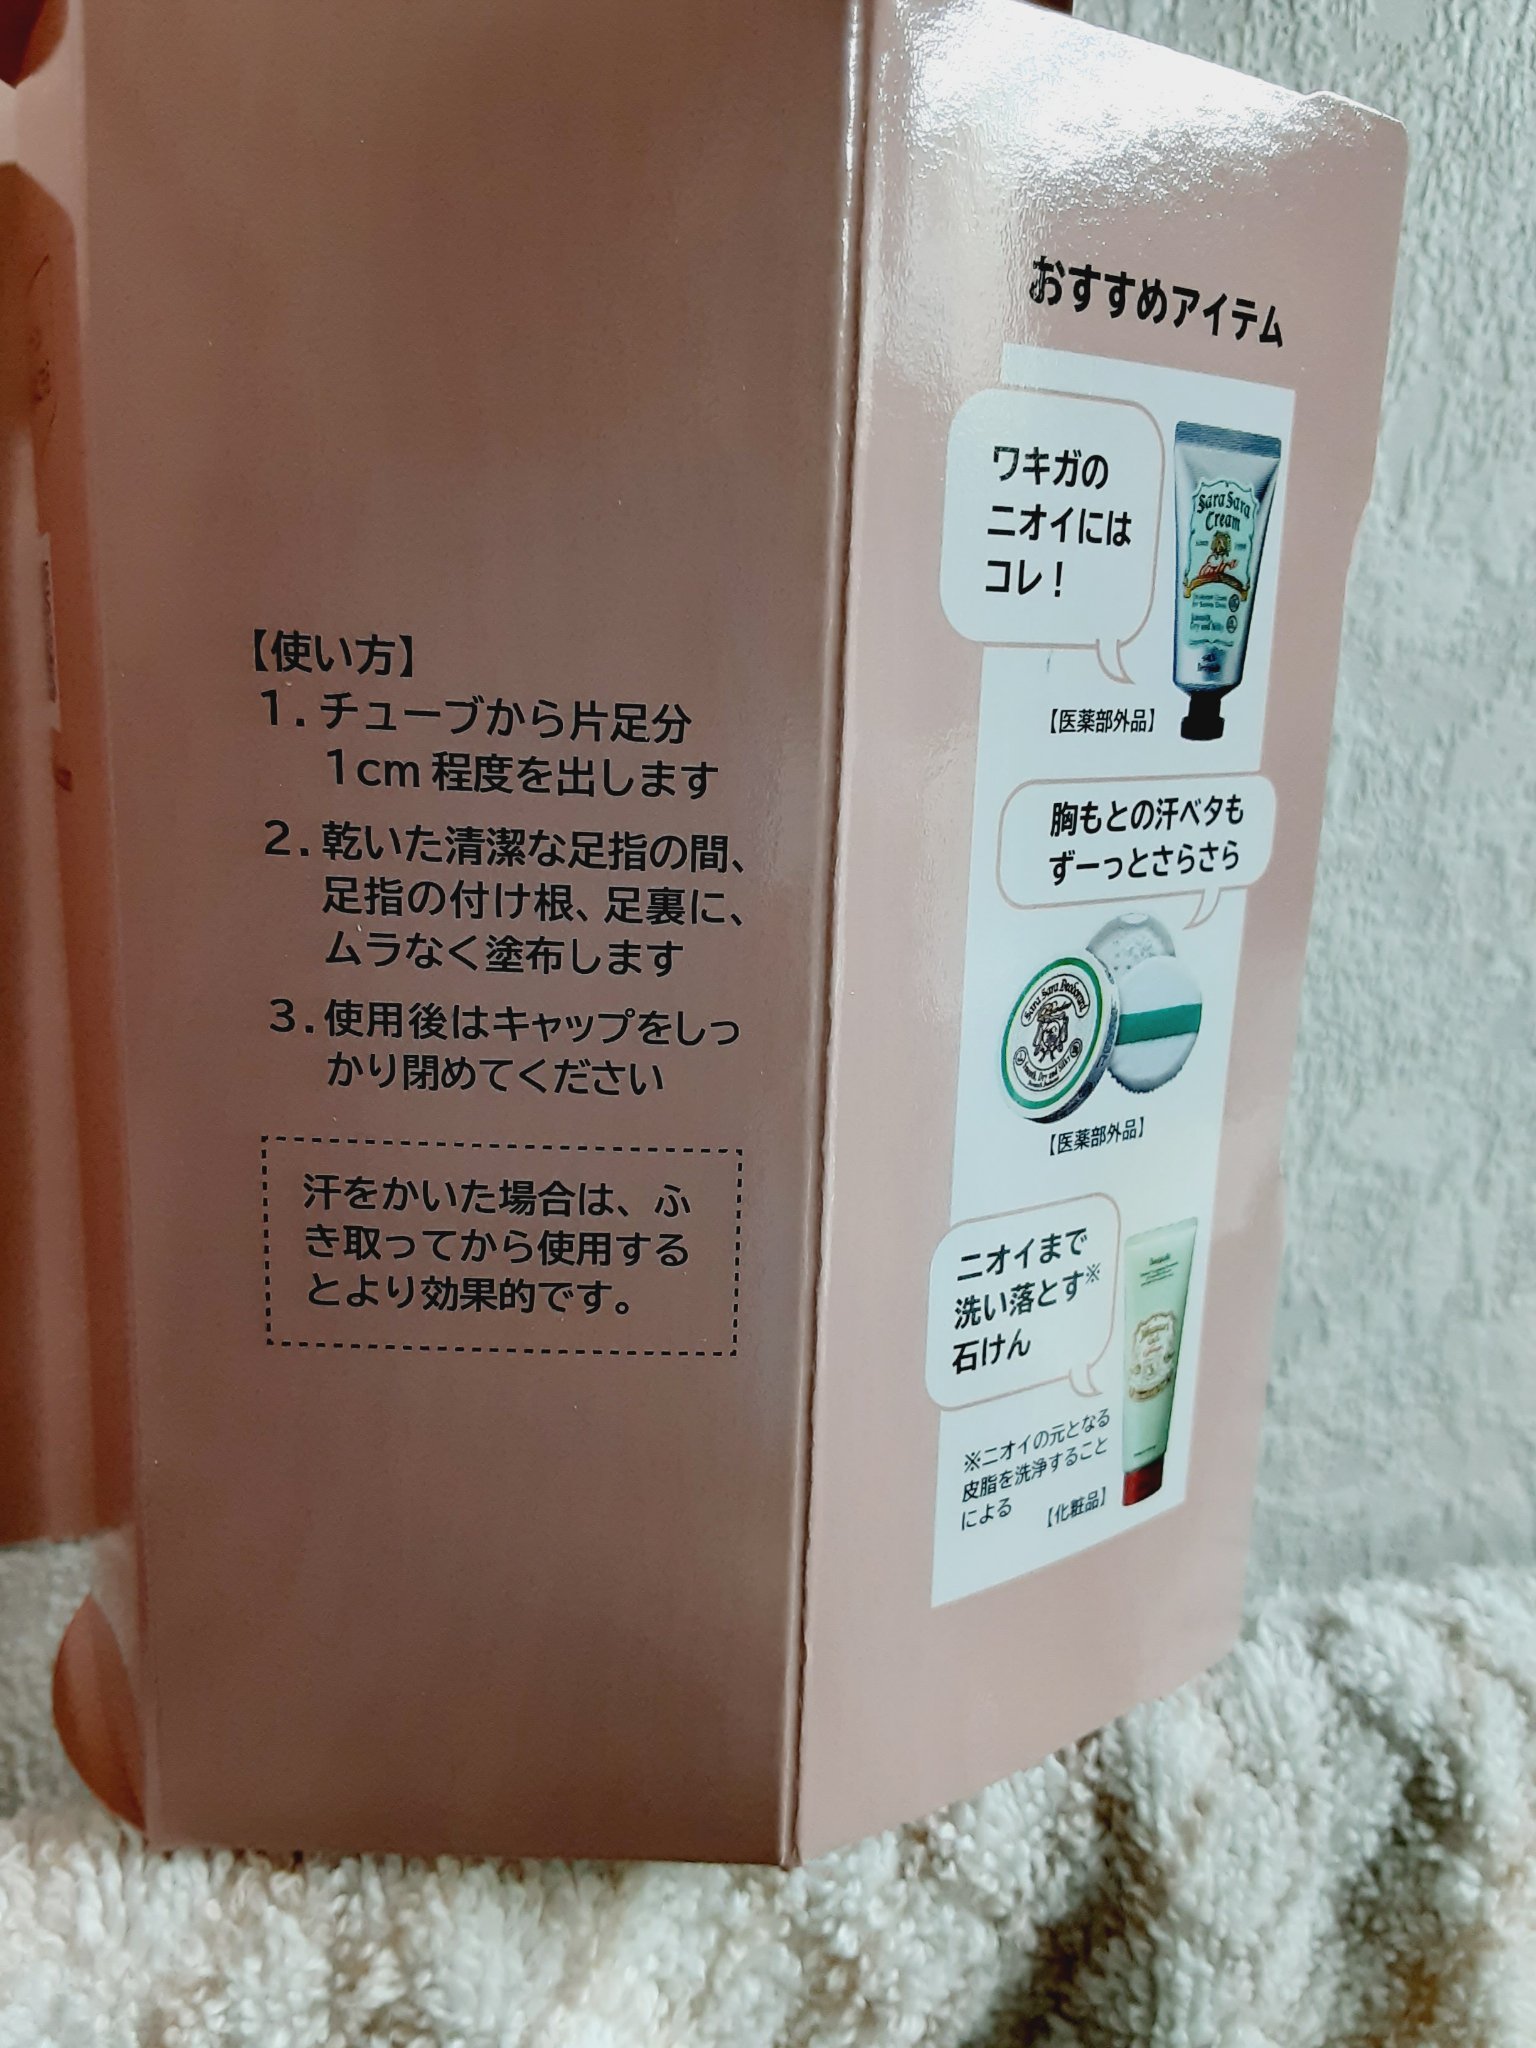 【使い方】
1.チューブから片足分
1cm 程度を出します
2.乾いた清潔な足指の間、
足指の付け根、足裏に、
ムラなく塗布します
3.使用後はキャップをしっ
かり閉めてください
汗をかいた場合は、ふ
き取ってから使用する
とより効果的です。
おすすめアイテム
ワキガの
ニオイには
コレ!
Sara Sara
Cream
Extra
【医薬部外品】
胸もとの汗ベタも
ずーっとさらさら
【医薬部外品】
ニオイまで
洗い落とす※
石けん
※ニオイの元となる
皮脂を洗浄すること
による
【化粧品】